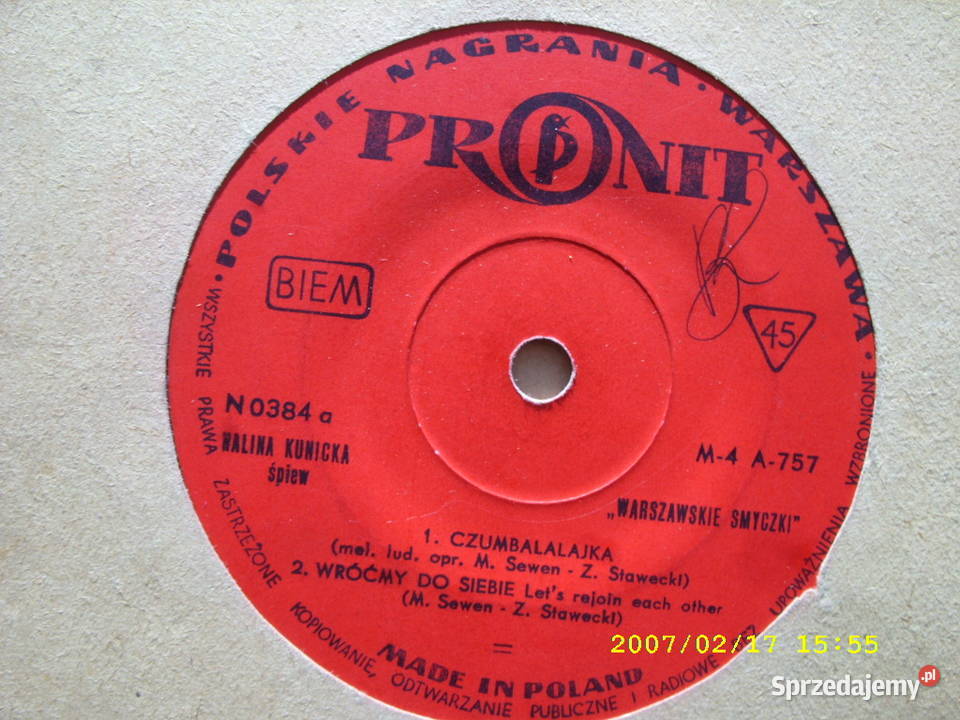 · POLSKIE NAGRANIA · WARSZAWA ·
PRONIT
BIEM
45
N 0384 a
HALINA KUNICKA
śpiew
M-4 A-757
„WARSZAWSKIE SMYCZKI"
1. CZUMBALALAJKA
(mel. lud. opr. M. Sewen - Z. Stawecki)
2. WRÓĆMY DO SIEBIE Let's rejoin each other
(M. Sewen - Z. Stawecki)
=
MADE IN POLAND
WSZYSTKIE PRAWA ZASTRZEŻONE KOPIOWANIE, ODTWARZANIE PUBLICZNE I RADIOWE UPOWAŻNIENIA WZBRONIONE
2007/02/17 15:55
Sprzedajemy.pl